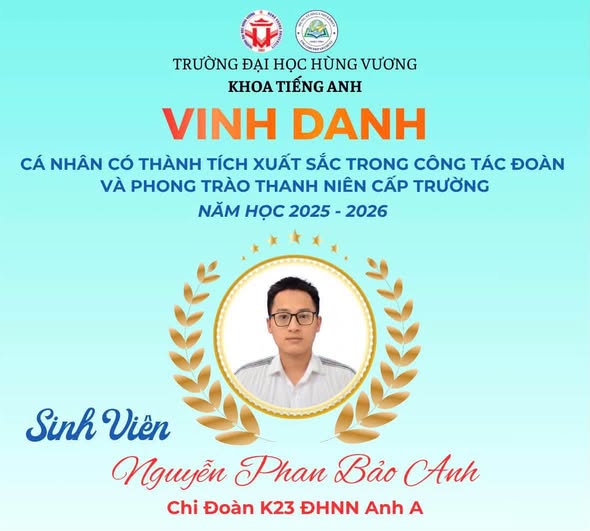 TRƯỜNG ĐẠI HỌC HÙNG VƯƠNG
KHOA TIẾNG ANH
VINH DANH
CÁ NHÂN CÓ THÀNH TÍCH XUẤT SẮC TRONG CÔNG TÁC ĐOÀN
VÀ PHONG TRÀO THANH NIÊN CẤP TRƯỜNG
NĂM HỌC 2025 - 2026
Sinh Viên
Nguyễn Phan Bảo Anh
Chi Đoàn K23 ĐHNN Anh A